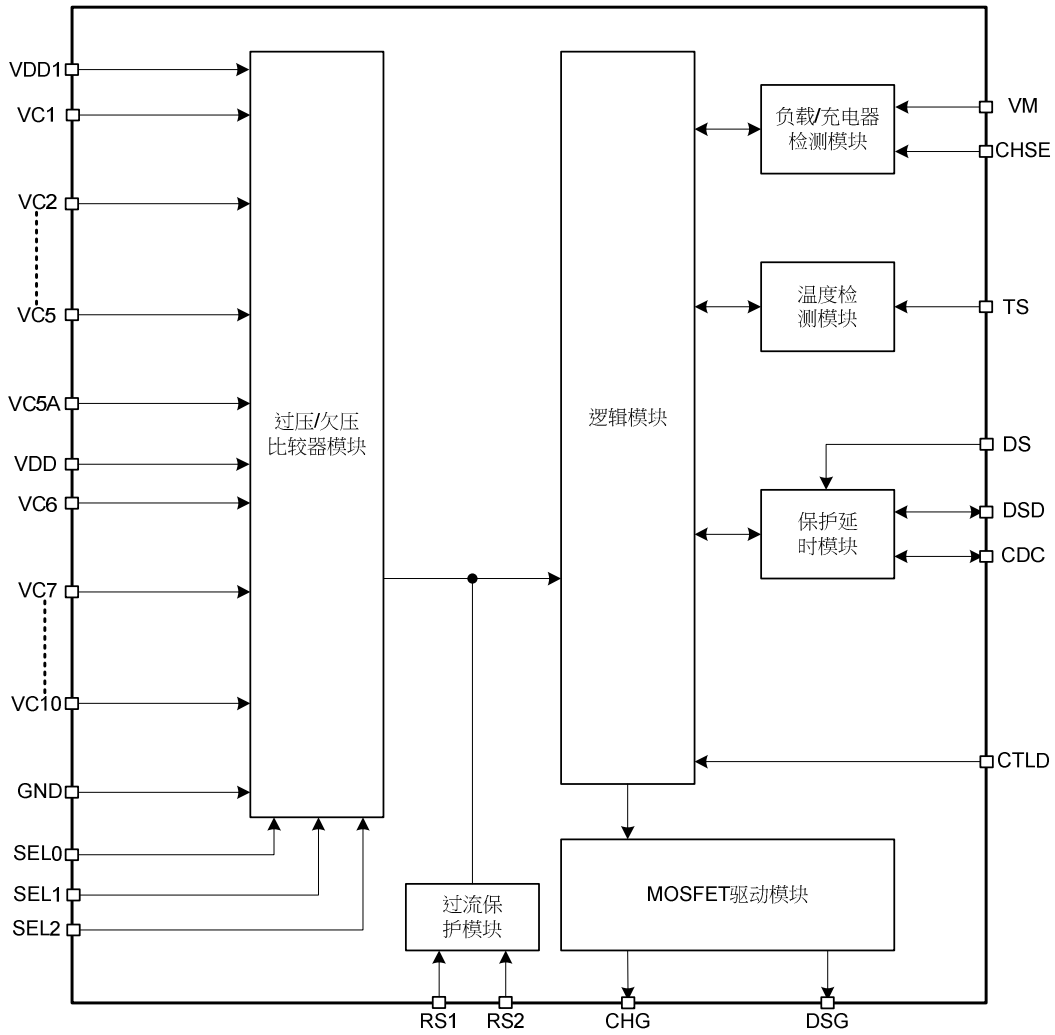 VDD1
VC1
VC2
VC5
VC5A
VDD
VC6
VC7
VC10
GND
SEL0
SEL1
SEL2
过压/欠压
比较器模块
逻辑模块
负载/充电器
检测模块
温度检
测模块
保护延
时模块
过流保
护模块
MOSFET驱动模块
VM
CHSE
TS
DS
DSD
CDC
CTLD
RS1
RS2
CHG
DSG